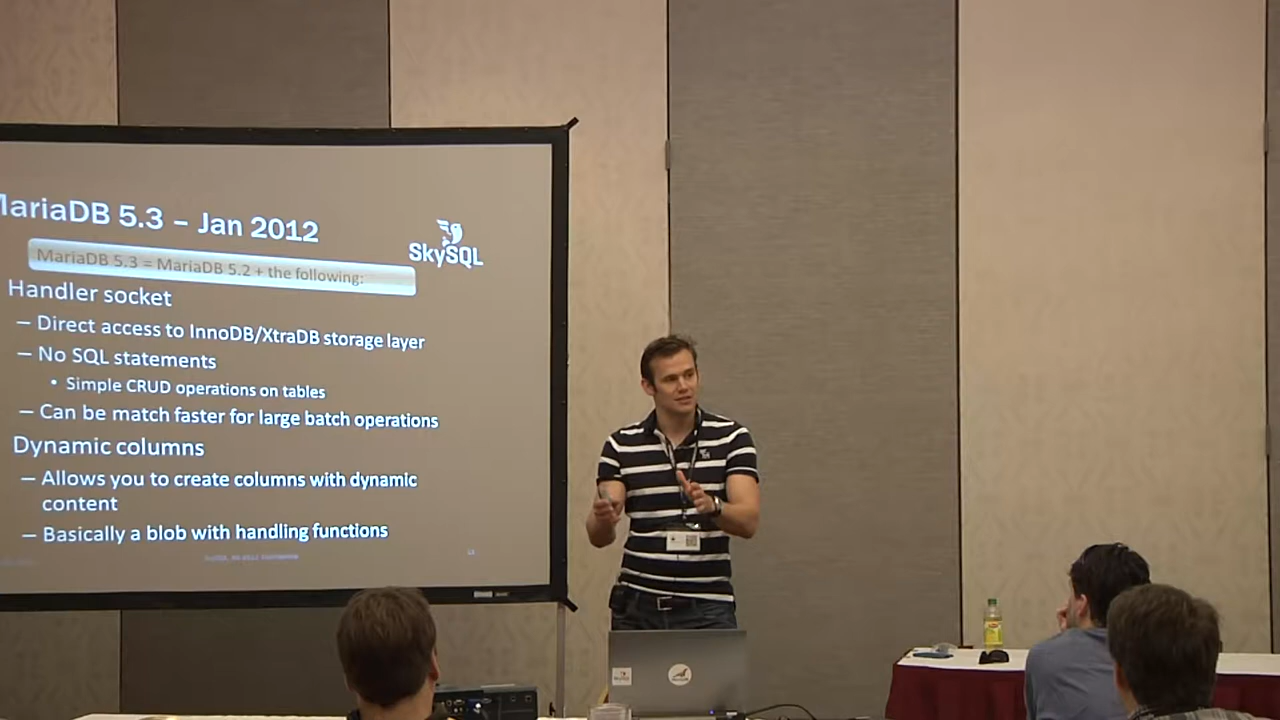 MariaDB 5.3 – Jan 2012
SkySQL
MariaDB 5.3 = MariaDB 5.2 + the following:
Handler socket
– Direct access to InnoDB/XtraDB storage layer
– No SQL statements
• Simple CRUD operations on tables
– Can be match faster for large batch operations
Dynamic columns
– Allows you to create columns with dynamic
content
– Basically a blob with handling functions